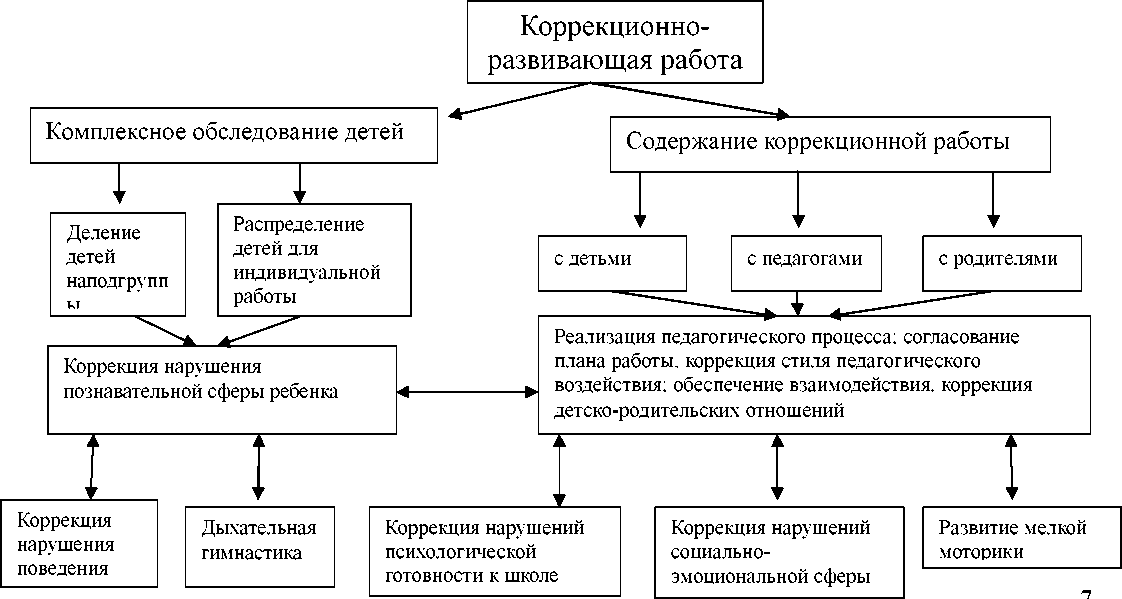 Коррекционно-
развивающая работа
Комплексное обследование детей
Содержание коррекционной работы
Деление
детей
наподгрупп
ы
Распределение
детей для
индивидуальной
работы
с детьми
с педагогами
с родителями
Коррекция нарушения
познавательной сферы ребенка
Реализация педагогического процесса; согласование
плана работы, коррекция стиля педагогического
воздействия; обеспечение взаимодействия, коррекция
детско-родительских отношений
Коррекция
нарушения
поведения
Дыхательная
гимнастика
Коррекция нарушений
психологической
готовности к школе
Коррекция нарушений
социально-
эмоциональной сферы
Развитие мелкой
моторики
7